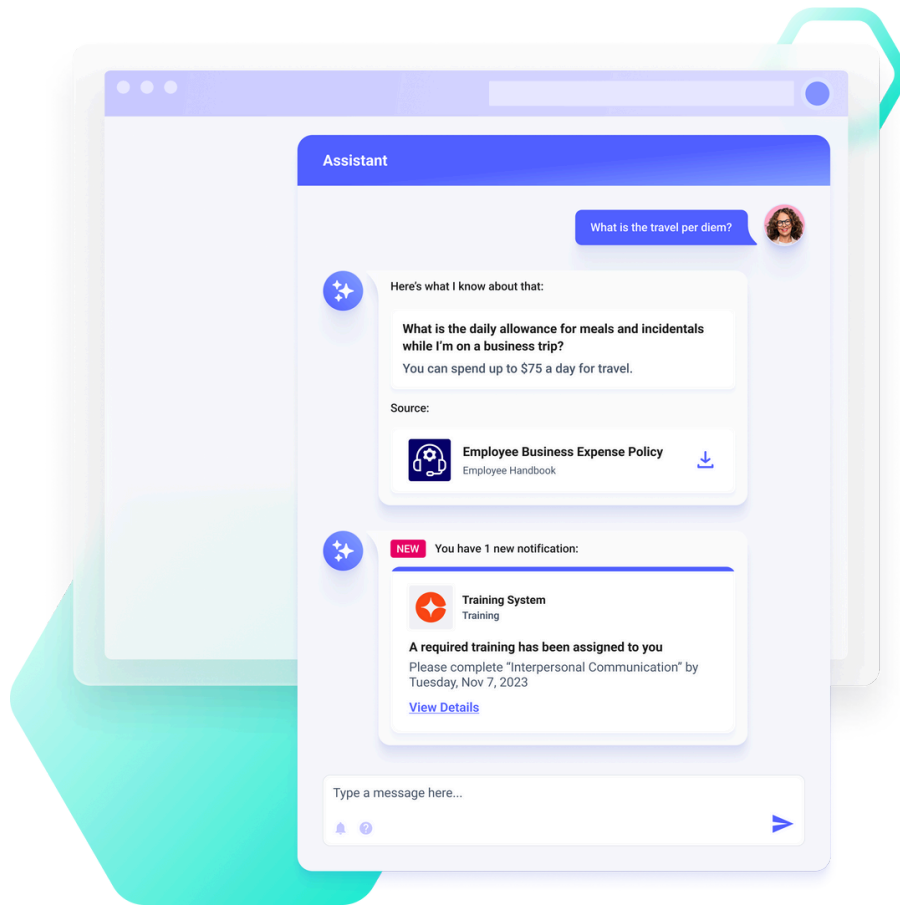 Assistant
What is the travel per diem?
Here's what I know about that:
What is the daily allowance for meals and incidentals
while I'm on a business trip?
You can spend up to $75 a day for travel.
Source:
Employee Business Expense Policy
Employee Handbook
NEW You have 1 new notification:
Training System
Training
A required training has been assigned to you
Please complete “Interpersonal Communication” by
Tuesday, Nov 7, 2023
View Details
Type a message here...
?